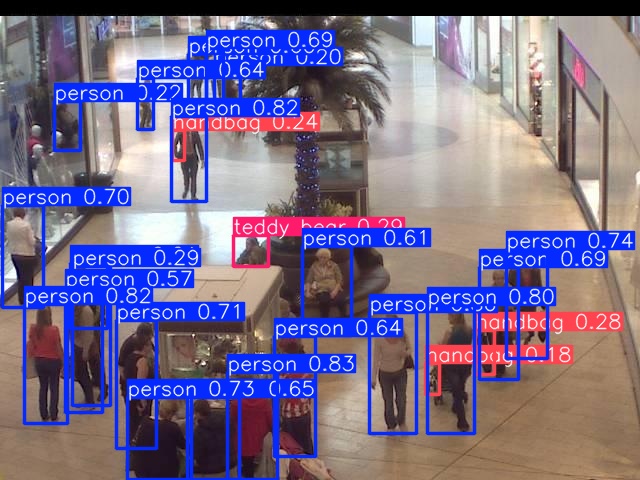 person 0.69
person 0.20
person 0.64
person 0.22
person 0.82
handbag 0.24
person 0.70
teddy bear 0.29
person 0.61
person 0.74
person 0.69
person 0.29
person 0.57
person 0.82
person 0.80
person 0.71
handbag 0.28
person 0.64
handbag 0.18
person 0.83
person 0.73
0.65